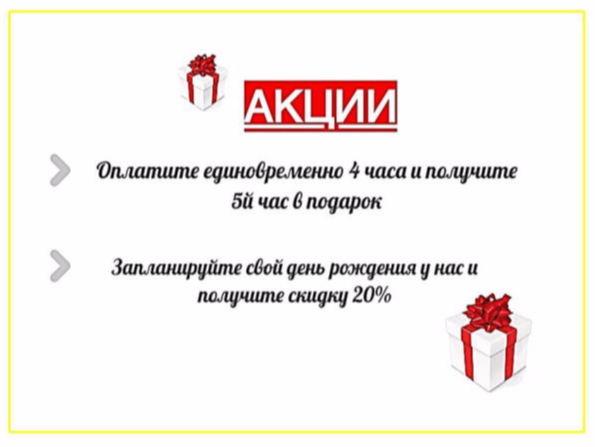 АКЦИИ
Оплатите единовременно 4 часа и получите
5й час в подарок
Запланируйте свой день рождения у нас и
получите скидку 20%